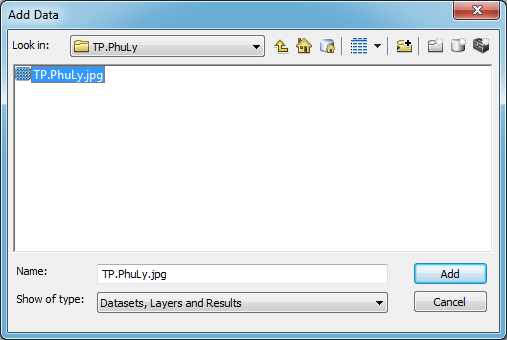 Add Data
Look in: TP.PhuLy
TP.PhuLy.jpg
Name: TP.PhuLy.jpg Add
Show of type: Datasets, Layers and Results Cancel